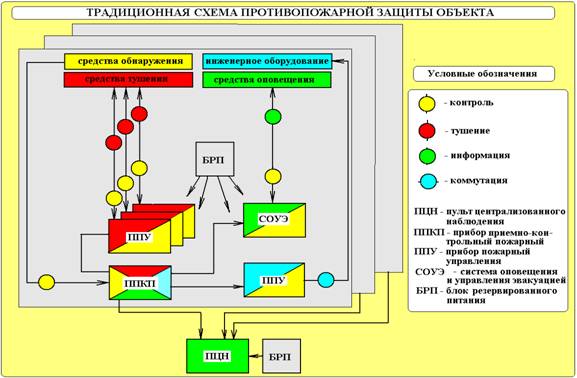 ТРАДИЦИОННАЯ СХЕМА ПРОТИВОПОЖАРНОЙ ЗАЩИТЫ ОБЪЕКТА
средства обнаружения
средства тушения
инженерное оборудование
средства оповещения
БРП
ППУ
СОУЭ
ППКП
ППУ
ПЦН
БРП
Условные обозначения
- контроль
- тушение
- информация
- коммутация
ПЦН - пульт централизованного
наблюдения
ППКП - прибор приемно-кон-
трольный пожарный
ППУ - прибор пожарный
управления
СОУЭ - система оповещения
и управления эвакуацией
БРП - блок резервированного
питания